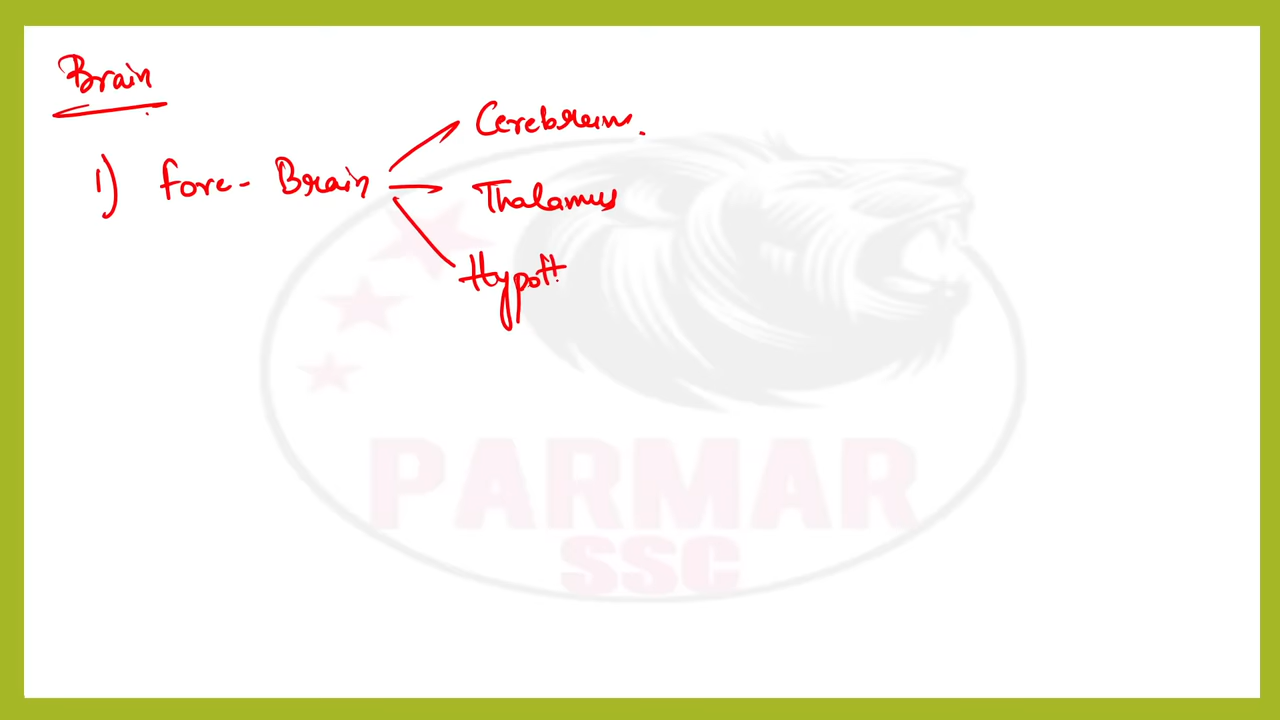 Brain
Cerebrum.
1) Fore-Brain
Thalamus
Hypoth
PARMAR
SSC